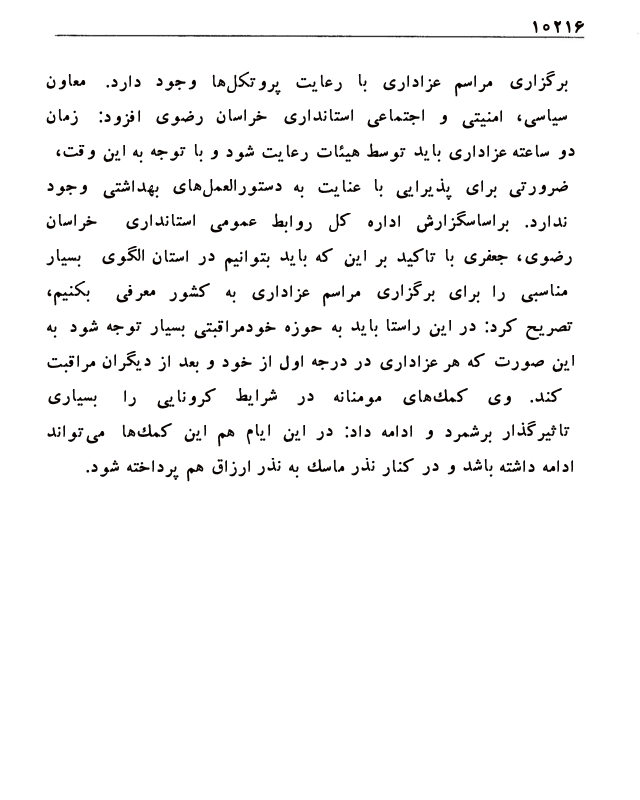 ۱۰۲۱۶
برگزاری مراسم عزاداری با رعایت پروتکل‌ها وجود دارد. معاون
سیاسی، امنیتی و اجتماعی استانداری خراسان رضوی افزود: زمان
دو ساعته عزاداری باید توسط هیئات رعایت شود و با توجه به این وقت،
ضرورتی برای پذیرایی با عنایت به دستورالعمل‌های بهداشتی وجود
ندارد. براساسگزارش اداره کل روابط عمومی استانداری خراسان
رضوی، جعفری با تاکید بر این که باید بتوانیم در استان الگوی بسیار
مناسبی را برای برگزاری مراسم عزاداری به کشور معرفی بکنیم،
تصریح کرد: در این راستا باید به حوزه خودمراقبتی بسیار توجه شود به
این صورت که هر عزاداری در درجه اول از خود و بعد از دیگران مراقبت
کند. وی کمك‌های مومنانه در شرایط کرونایی را بسیاری
تاثیرگذار برشمرد و ادامه داد: در این ایام هم این کمك‌ها می‌تواند
ادامه داشته باشد و در کنار نذر ماسك به نذر ارزاق هم پرداخته شود.